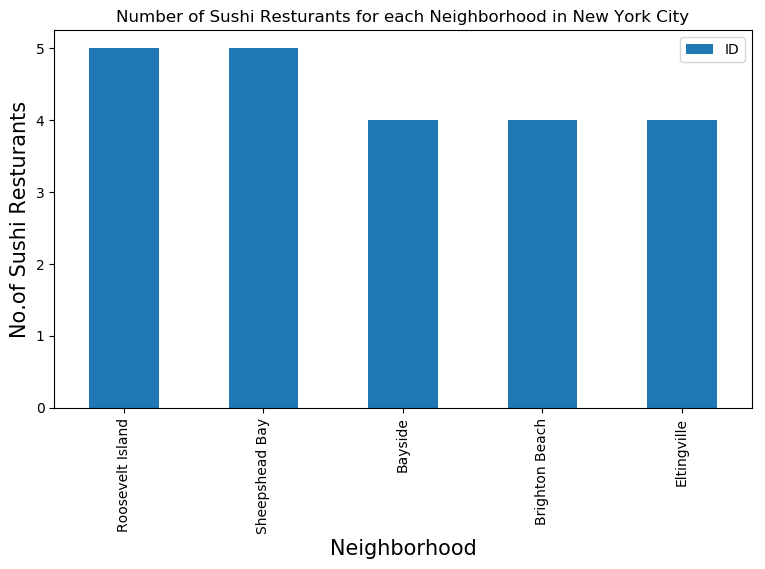 Number of Sushi Resturants for each Neighborhood in New York City
ID
No.of Sushi Resturants
5
4
3
2
1
0
Roosevelt Island
Sheepshead Bay
Bayside
Brighton Beach
Eltingville
Neighborhood